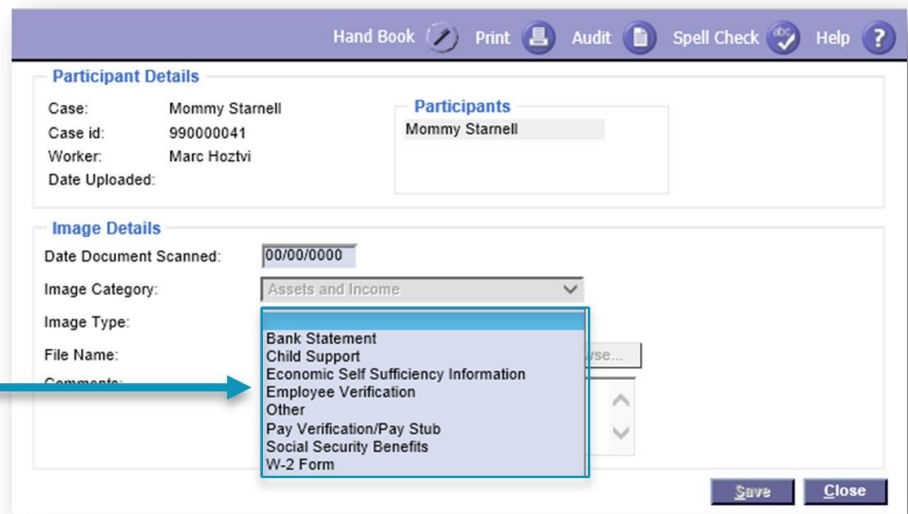 Hand Book Print Audit Spell Check abc Help ?
Participant Details
Case: Mommy Starnell
Case id: 990000041
Worker: Marc Hoztvi
Date Uploaded:
Participants
Mommy Starnell
Image Details
Date Document Scanned: 00/00/0000
Image Category: Assets and Income
Image Type:
File Name:
Comments:
Bank Statement
Child Support
Economic Self Sufficiency Information
Employee Verification
Other
Pay Verification/Pay Stub
Social Security Benefits
W-2 Form
Save Close